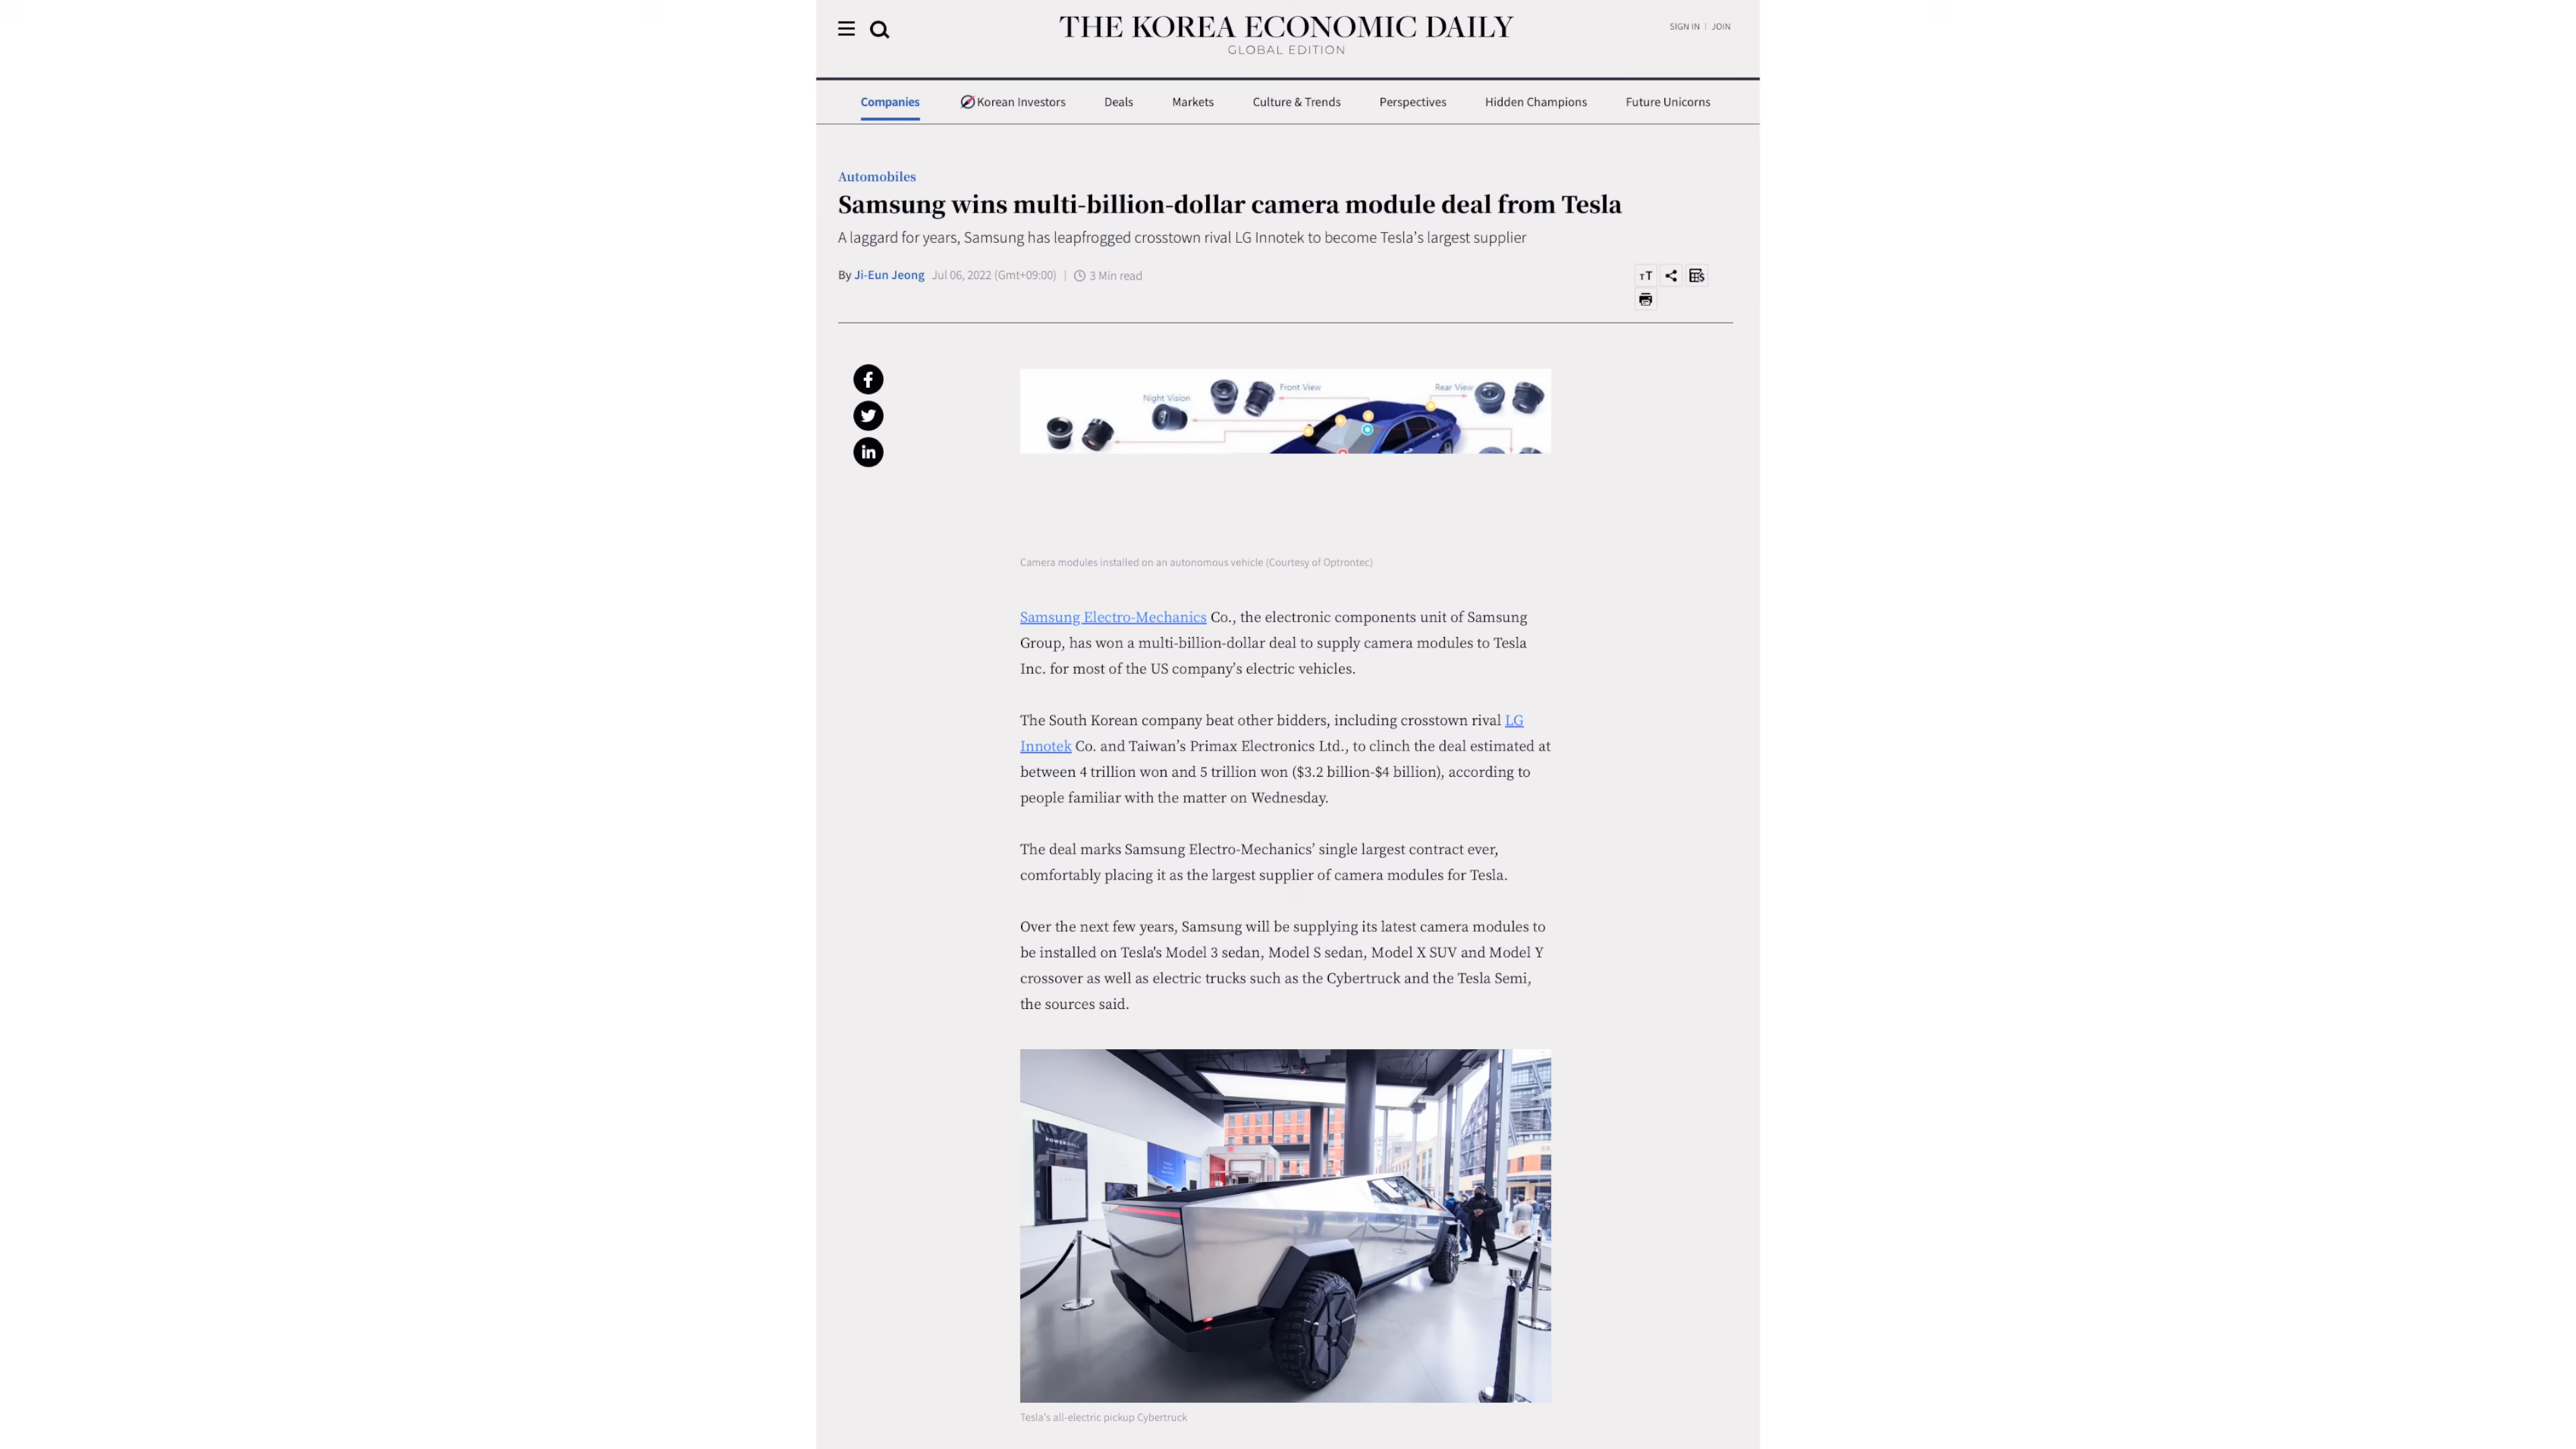 THE KOREA ECONOMIC DAILY
GLOBAL EDITION
SIGN IN | JOIN
Companies
Korean Investors
Deals
Markets
Culture & Trends
Perspectives
Hidden Champions
Future Unicorns
Automobiles
Samsung wins multi-billion-dollar camera module deal from Tesla
A laggard for years, Samsung has leapfrogged crosstown rival LG Innotek to become Tesla’s largest supplier
By Ji-Eun Jeong Jul 06, 2022 (Gmt+09:00) | 3 Min read
Front View
Rear View
Night Vision
Camera modules installed on an autonomous vehicle (Courtesy of Optrontec)
Samsung Electro-Mechanics Co., the electronic components unit of Samsung
Group, has won a multi-billion-dollar deal to supply camera modules to Tesla
Inc. for most of the US company’s electric vehicles.
The South Korean company beat other bidders, including crosstown rival LG
Innotek Co. and Taiwan’s Primax Electronics Ltd., to clinch the deal estimated at
between 4 trillion won and 5 trillion won ($3.2 billion-$4 billion), according to
people familiar with the matter on Wednesday.
The deal marks Samsung Electro-Mechanics’ single largest contract ever,
comfortably placing it as the largest supplier of camera modules for Tesla.
Over the next few years, Samsung will be supplying its latest camera modules to
be installed on Tesla's Model 3 sedan, Model S sedan, Model X SUV and Model Y
crossover as well as electric trucks such as the Cybertruck and the Tesla Semi,
the sources said.
Tesla's all-electric pickup Cybertruck